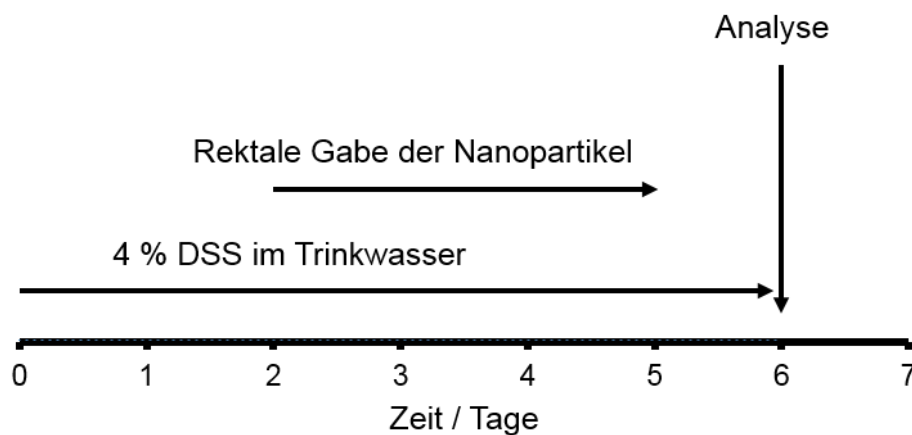 Analyse
Rektale Gabe der Nanopartikel
4 % DSS im Trinkwasser
0 1 2 3 4 5 6 7
Zeit / Tage